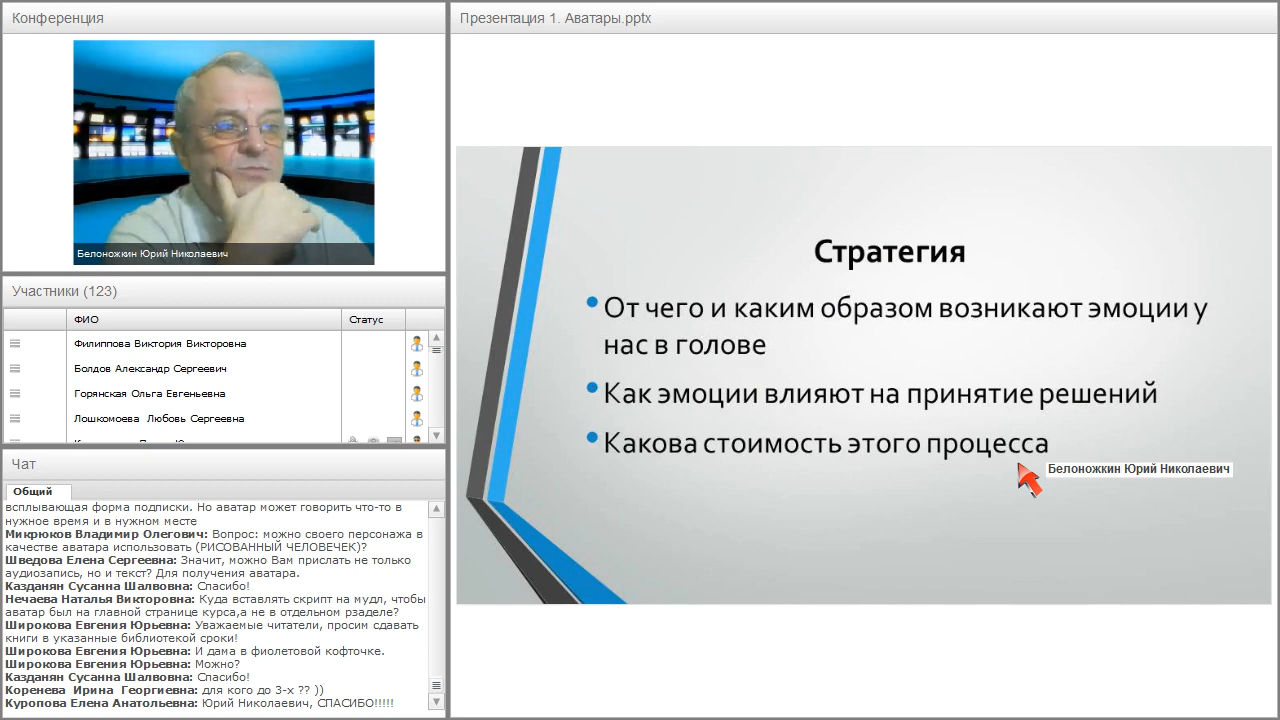 Конференция
Белоножкин Юрий Николаевич
Участники (123)
ФИО
Статус
Филиппова Виктория Викторовна
Болдов Александр Сергеевич
Горянская Ольга Евгеньевна
Лошкомоева Любовь Сергеевна
Чат
Общий
всплывающая форма подписки. Но аватар может говорить что-то в
нужное время и в нужном месте
Микрюков Владимир Олегович: Вопрос: можно своего персонажа в
качестве аватара использовать (РИСОВАННЫЙ ЧЕЛОВЕЧЕК)?
Шведова Елена Сергеевна: Значит, можно Вам прислать не только
аудиозапись, но и текст? Для получения аватара.
Казданян Сусанна Шалвовна: Спасибо!
Нечаева Наталья Викторовна: Куда вставлять скрипт на мудл, чтобы
аватар был на главной странице курса,а не в отдельном рзаделе?
Широкова Евгения Юрьевна: Уважаемые читатели, просим сдавать
книги в указанные библиотекой сроки!
Широкова Евгения Юрьевна: И дама в фиолетовой кофточке.
Широкова Евгения Юрьевна: Можно?
Казданян Сусанна Шалвовна: Спасибо!
Коренева Ирина Георгиевна: для кого до 3-х ?? ))
Куропова Елена Анатольевна: Юрий Николаевич, СПАСИБО!!!!!
Презентация 1. Аватары.pptx
Стратегия
От чего и каким образом возникают эмоции у
нас в голове
Как эмоции влияют на принятие решений
Какова стоимость этого процесса
Белоножкин Юрий Николаевич